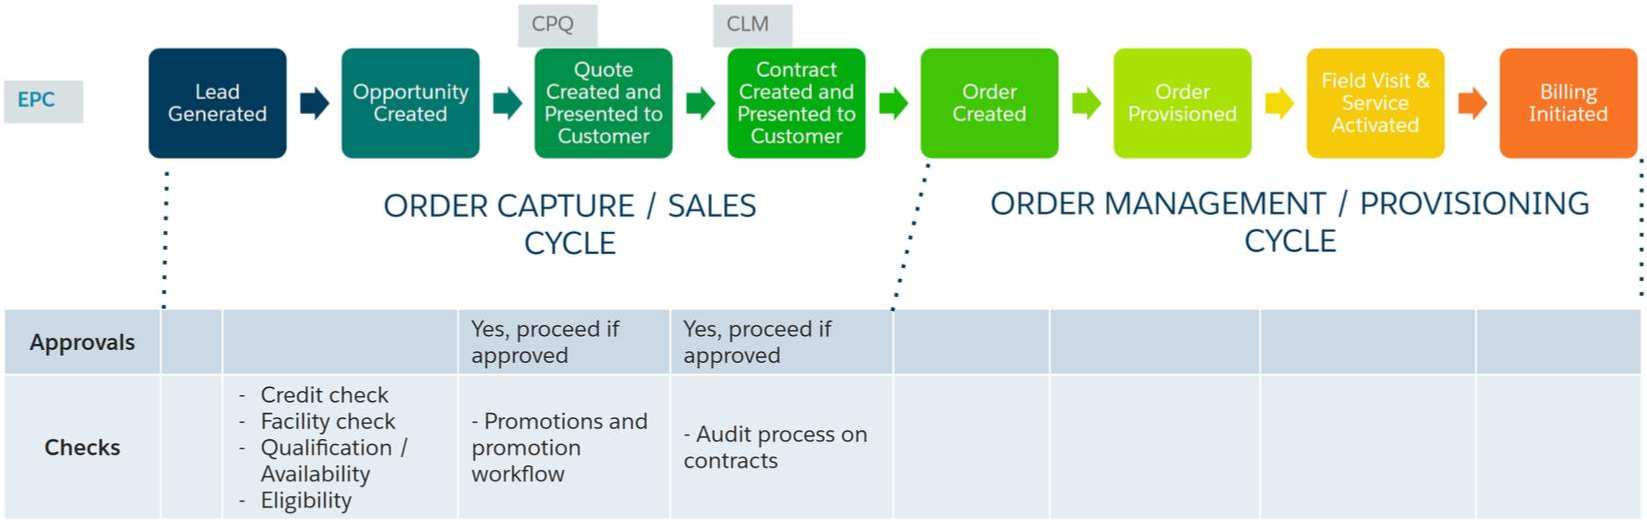 CPQ
CLM
EPC
Lead
Generated
Opportunity
Created
Quote
Created and
Presented to
Customer
Contract
Created and
Presented to
Customer
Order
Created
Order
Provisioned
Field Visit &
Service
Activated
Billing
Initiated
ORDER CAPTURE / SALES
CYCLE
ORDER MANAGEMENT / PROVISIONING
CYCLE
Approvals
Yes, proceed if
approved
Yes, proceed if
approved
Checks
- Credit check
- Facility check
- Qualification /
Availability
- Eligibility
- Promotions and
promotion
workflow
- Audit process on
contracts